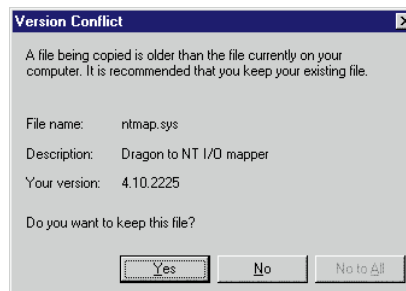 Version Conflict
A file being copied is older than the file currently on your
computer. It is recommended that you keep your existing file.
File name: ntmap.sys
Description: Dragon to NT I/O mapper
Your version: 4.10.2225
Do you want to keep this file?
Yes No No to All